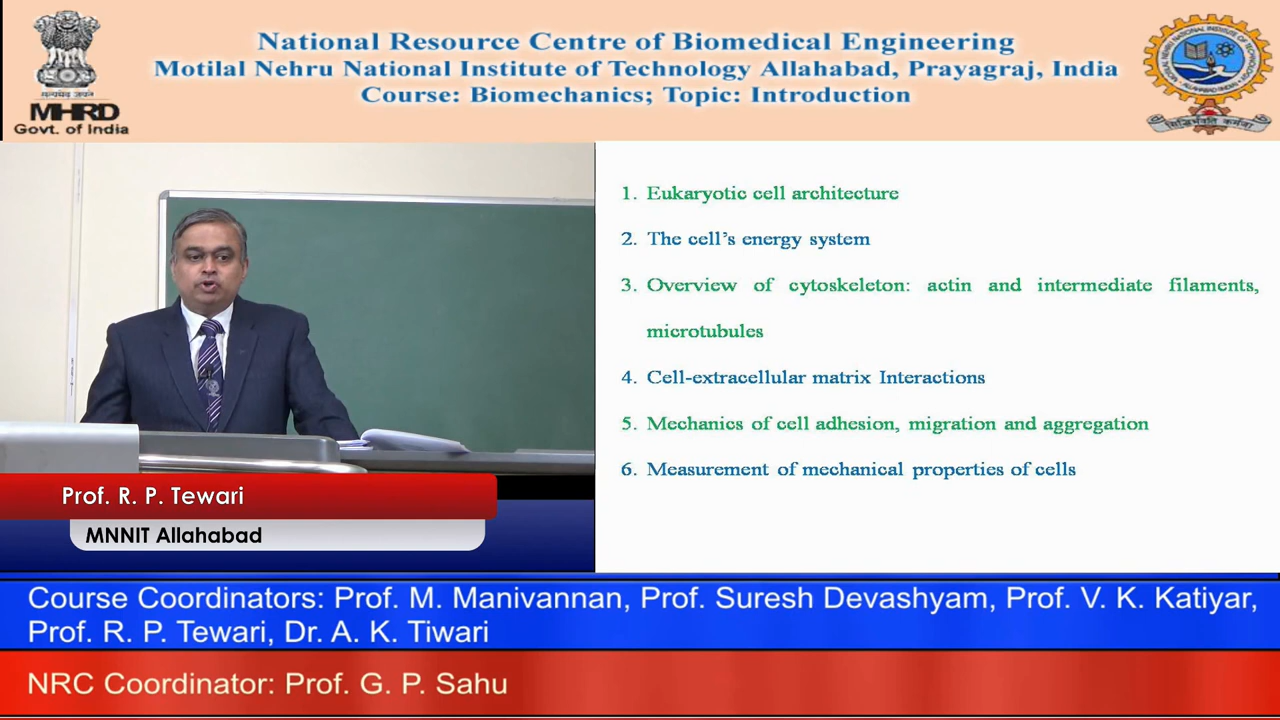 National Resource Centre of Biomedical Engineering
Motilal Nehru National Institute of Technology Allahabad, Prayagraj, India
Course: Biomechanics; Topic: Introduction
सत्यमेव जयते
MHRD
Govt. of India
1. Eukaryotic cell architecture
2. The cell’s energy system
3. Overview of cytoskeleton: actin and intermediate filaments,
microtubules
4. Cell-extracellular matrix Interactions
5. Mechanics of cell adhesion, migration and aggregation
6. Measurement of mechanical properties of cells
Prof. R. P. Tewari
MNNIT Allahabad
Course Coordinators: Prof. M. Manivannan, Prof. Suresh Devashyam, Prof. V. K. Katiyar,
Prof. R. P. Tewari, Dr. A. K. Tiwari
NRC Coordinator: Prof. G. P. Sahu